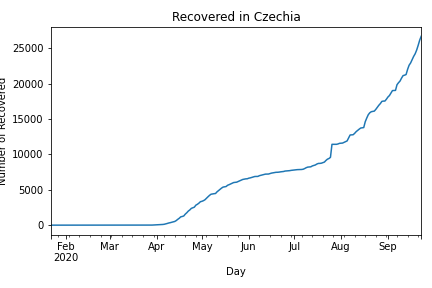 Recovered in Czechia
Number of Recovered
25000
20000
15000
10000
5000
0
Feb Mar Apr May Jun Jul Aug Sep
2020
Day